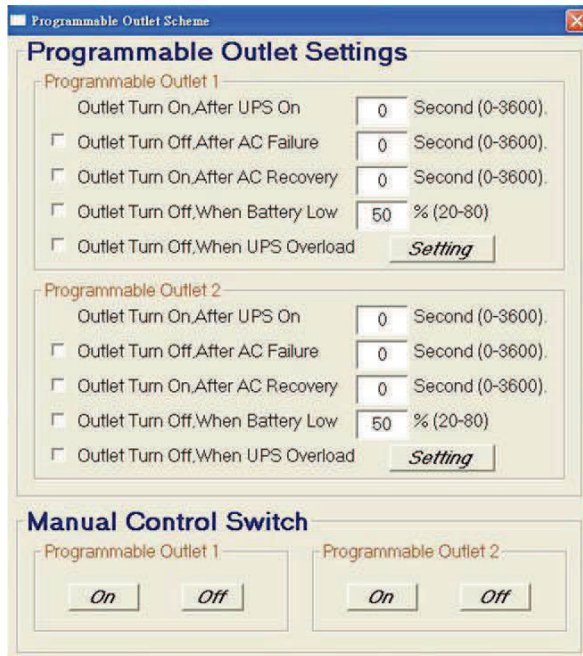 Programmable Outlet Scheme
Programmable Outlet Settings
Programmable Outlet 1
Outlet Turn On,After UPS On 0 Second (0-3600).
Outlet Turn Off,After AC Failure 0 Second (0-3600).
Outlet Turn On,After AC Recovery 0 Second (0-3600).
Outlet Turn Off,When Battery Low 50 % (20-80)
Outlet Turn Off,When UPS Overload Setting
Programmable Outlet 2
Outlet Turn On,After UPS On 0 Second (0-3600).
Outlet Turn Off,After AC Failure 0 Second (0-3600).
Outlet Turn On,After AC Recovery 0 Second (0-3600).
Outlet Turn Off,When Battery Low 50 % (20-80)
Outlet Turn Off,When UPS Overload Setting
Manual Control Switch
Programmable Outlet 1 Programmable Outlet 2
On Off On Off